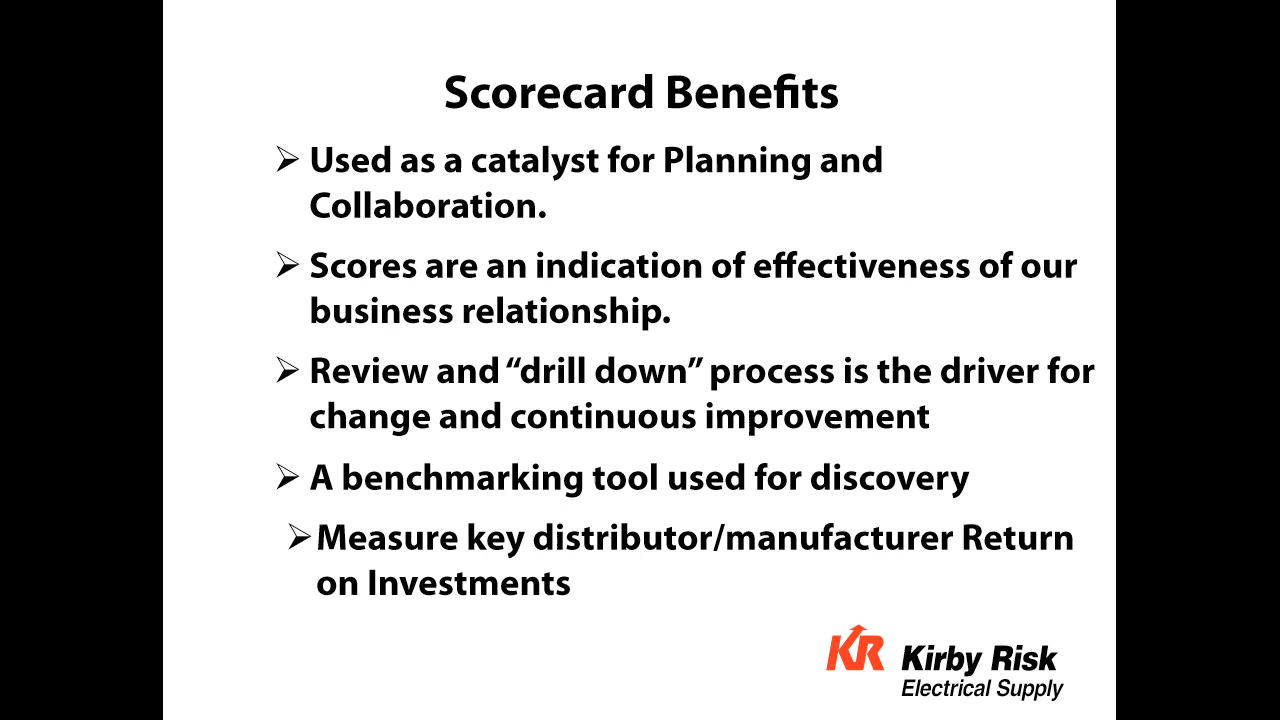 Scorecard Benefits
➢ Used as a catalyst for Planning and
Collaboration.
➢ Scores are an indication of effectiveness of our
business relationship.
➢ Review and “drill down” process is the driver for
change and continuous improvement
➢ A benchmarking tool used for discovery
➢ Measure key distributor/manufacturer Return
on Investments
KR Kirby Risk
Electrical Supply